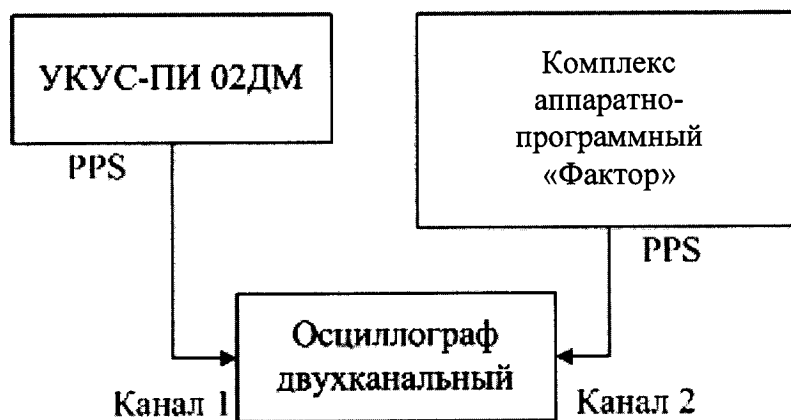 УКУС-ПИ 02ДМ
Комплекс
аппаратно-
программный
«Фактор»
PPS
PPS
Осциллограф
двухканальный
Канал 1
Канал 2